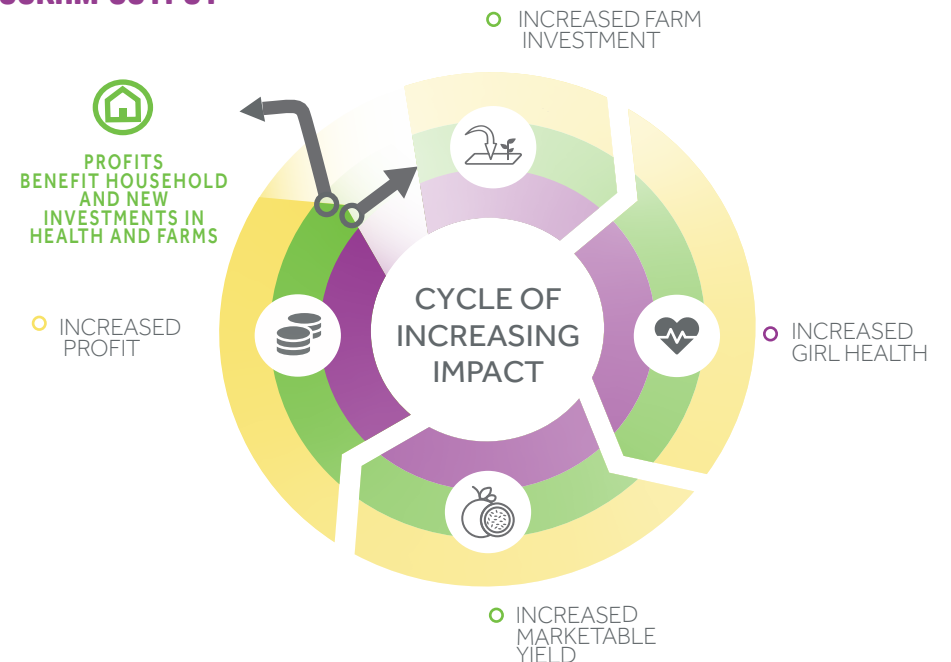 INCREASED FARM
INVESTMENT
PROFITS
BENEFIT HOUSEHOLD
AND NEW
INVESTMENTS IN
HEALTH AND FARMS
CYCLE OF
INCREASING
IMPACT
INCREASED
PROFIT
INCREASED
GIRL HEALTH
INCREASED
MARKETABLE
YIELD